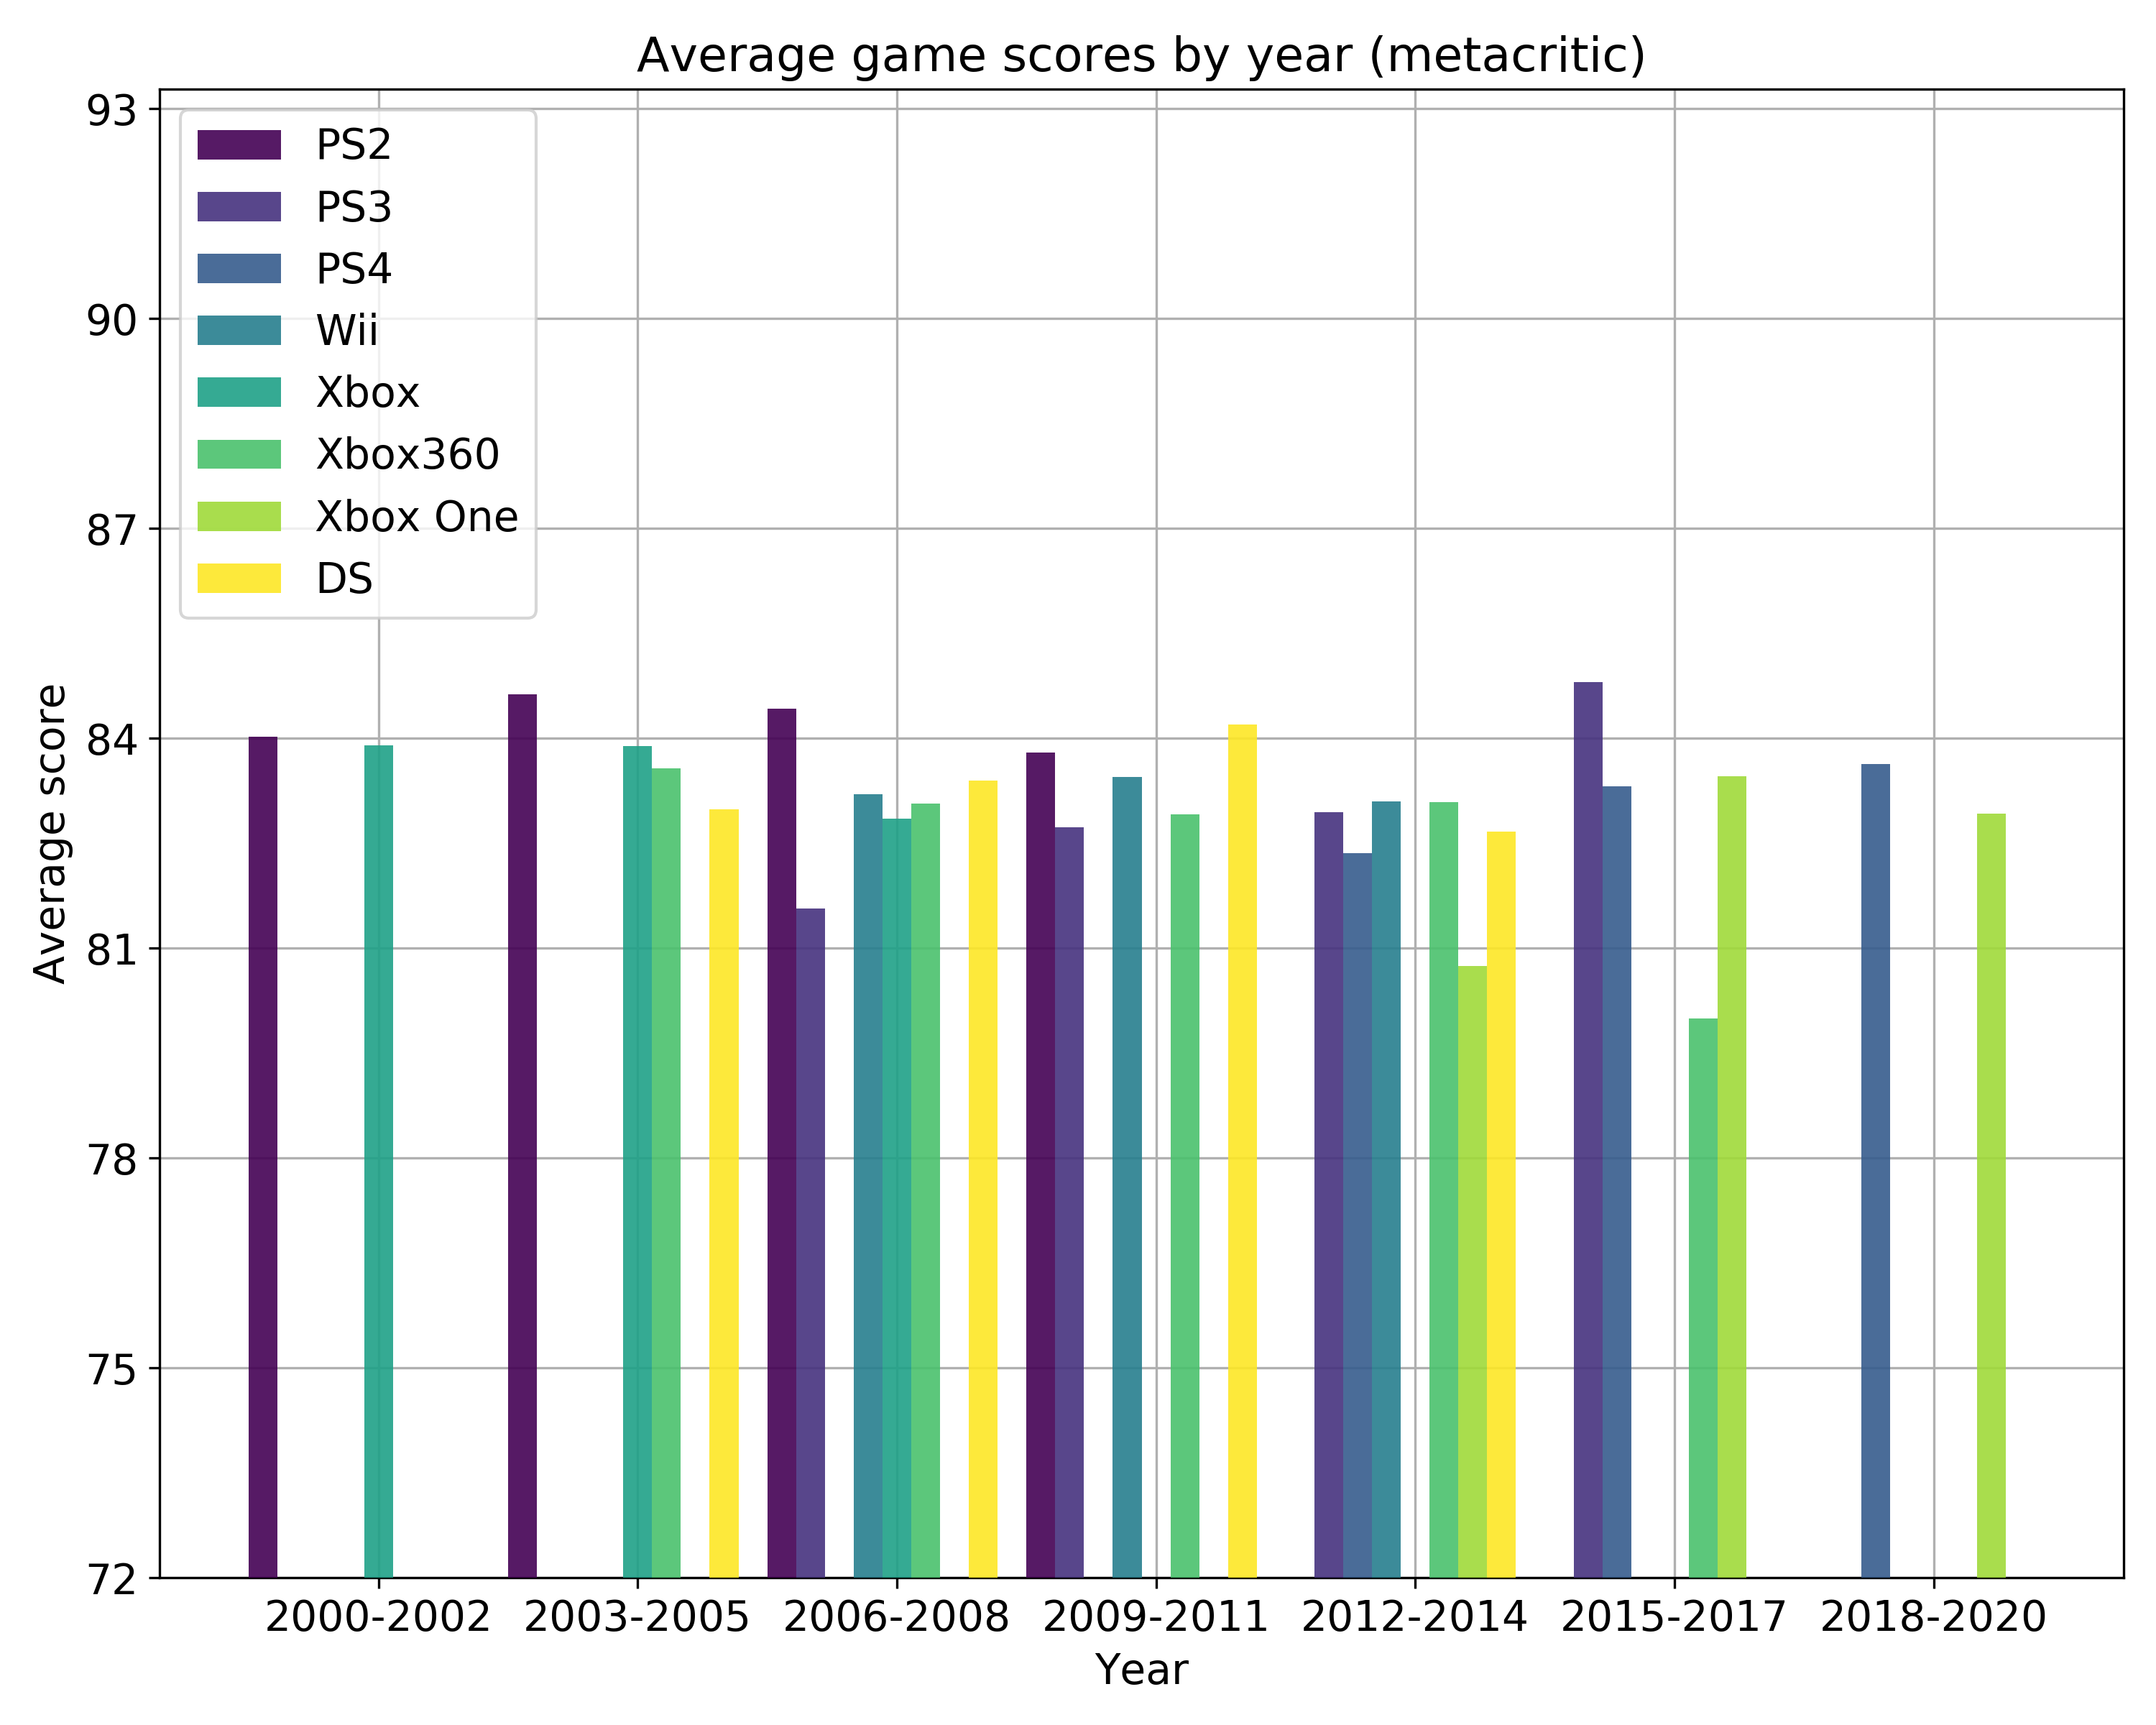 Average game scores by year (metacritic)
93
90
87
84
81
78
75
72
Average score
PS2
PS3
PS4
Wii
Xbox
Xbox360
Xbox One
DS
2000-2002 2003-2005 2006-2008 2009-2011 2012-2014 2015-2017 2018-2020
Year